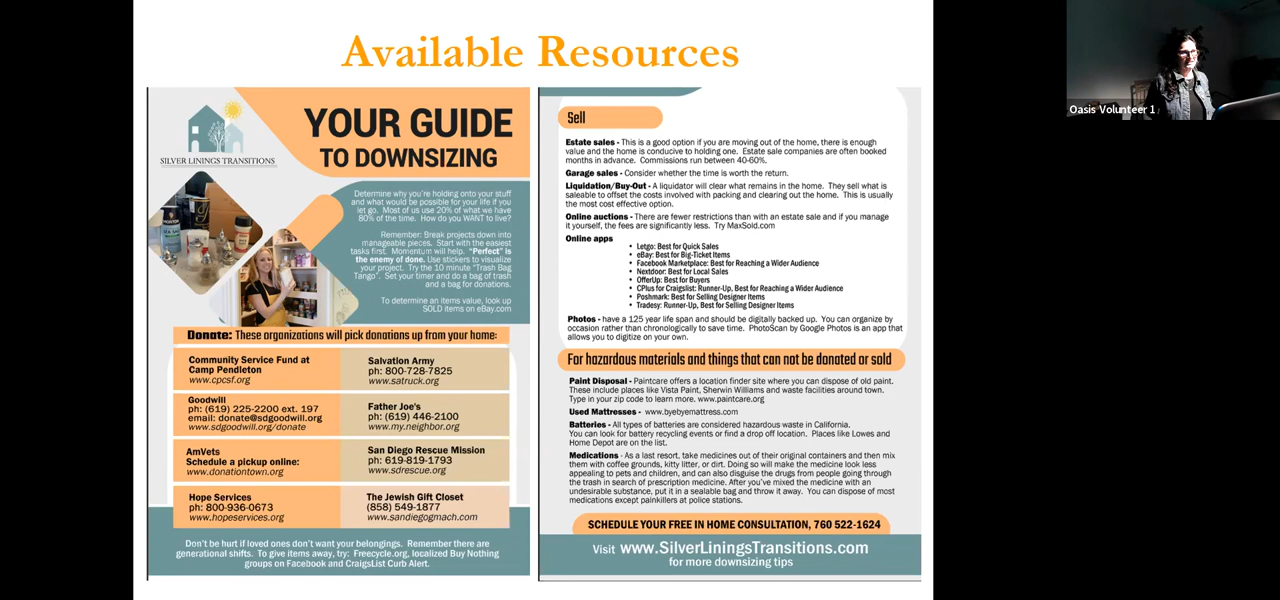 Available Resources
Oasis Volunteer 1
SILVER LININGS TRANSITIONS
YOUR GUIDE
TO DOWNSIZING
Determine why you're holding onto your stuff
and what would be possible for your life if you
let go. Most of us use 20% of what we have
80% of the time. How do you WANT to live?
Remember: Break projects down into
manageable pieces. Start with the easiest
tasks first. Momentum will help. "Perfect" is
the enemy of done. Use stickers to visualize
your project. Try the 10 minute "Trash Bag
Tango". Set your timer and do a bag of trash
and a bag for donations.
To determine an items value, look up
SOLD items on eBay.com
Donate: These organizations will pick donations up from your home:
Community Service Fund at
Camp Pendleton
www.cpcsf.org
Salvation Army
ph: 800-728-7825
www.satruck.org
Goodwill
ph: (619) 225-2200 ext. 197
email: donate@sdgoodwill.org
www.sdgoodwill.org/donate
Father Joe's
ph: (619) 446-2100
www.my.neighbor.org
AmVets
Schedule a pickup online:
www.donationtown.org
San Diego Rescue Mission
ph: 619-819-1793
www.sdrescue.org
Hope Services
ph: 800-936-0673
www.hopeservices.org
The Jewish Gift Closet
(858) 549-1877
www.sandiegogmach.com
Don't be hurt if loved ones don't want your belongings. Remember there are
generational shifts. To give items away, try: Freecycle.org, localized Buy Nothing
groups on Facebook and CraigsList Curb Alert.
Sell
Estate sales - This is a good option if you are moving out of the home, there is enough
value and the home is conducive to holding one. Estate sale companies are often booked
months in advance. Commissions run between 40-60%.
Garage sales - Consider whether the time is worth the return.
Liquidation/Buy-Out - A liquidator will clear what remains in the home. They sell what is
saleable to offset the costs involved with packing and clearing out the home. This is usually
the most cost effective option.
Online auctions - There are fewer restrictions than with an estate sale and if you manage
it yourself, the fees are significantly less. Try MaxSold.com
Online apps
• Letgo: Best for Quick Sales
• eBay: Best for Big-Ticket Items
• Facebook Marketplace: Best for Reaching a Wider Audience
• Nextdoor: Best for Local Sales
• OfferUp: Best for Buyers
• CPlus for Craigslist: Runner-Up, Best for Reaching a Wider Audience
• Poshmark: Best for Selling Designer Items
• Tradesy: Runner-Up, Best for Selling Designer Items
Photos - have a 125 year life span and should be digitally backed up. You can organize by
occasion rather than chronologically to save time. PhotoScan by Google Photos is an app that
allows you to digitize on your own.
For hazardous materials and things that can not be donated or sold
Paint Disposal - Paintcare offers a location finder site where you can dispose of old paint.
These include places like Vista Paint, Sherwin Williams and waste facilities around town.
Type in your zip code to learn more. www.paintcare.org
Used Mattresses - www.byebyemattress.com
Batteries - All types of batteries are considered hazardous waste in California.
You can look for battery recycling events or find a drop off location. Places like Lowes and
Home Depot are on the list.
Medications - As a last resort, take medicines out of their original containers and then mix
them with coffee grounds, kitty litter, or dirt. Doing so will make the medicine look less
appealing to pets and children, and can also disguise the drugs from people going through
the trash in search of prescription medicine. After you've mixed the medicine with an
undesirable substance, put it in a sealable bag and throw it away. You can dispose of most
medications except painkillers at police stations.
SCHEDULE YOUR FREE IN HOME CONSULTATION, 760 522-1624
Visit www.SilverLiningsTransitions.com
for more downsizing tips